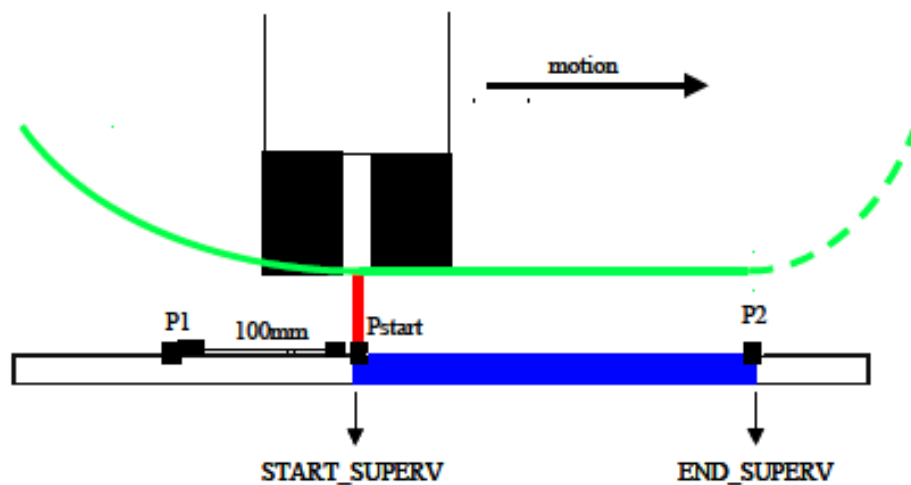 motion
P1
100mm
Pstart
P2
START_SUPERV
END_SUPERV